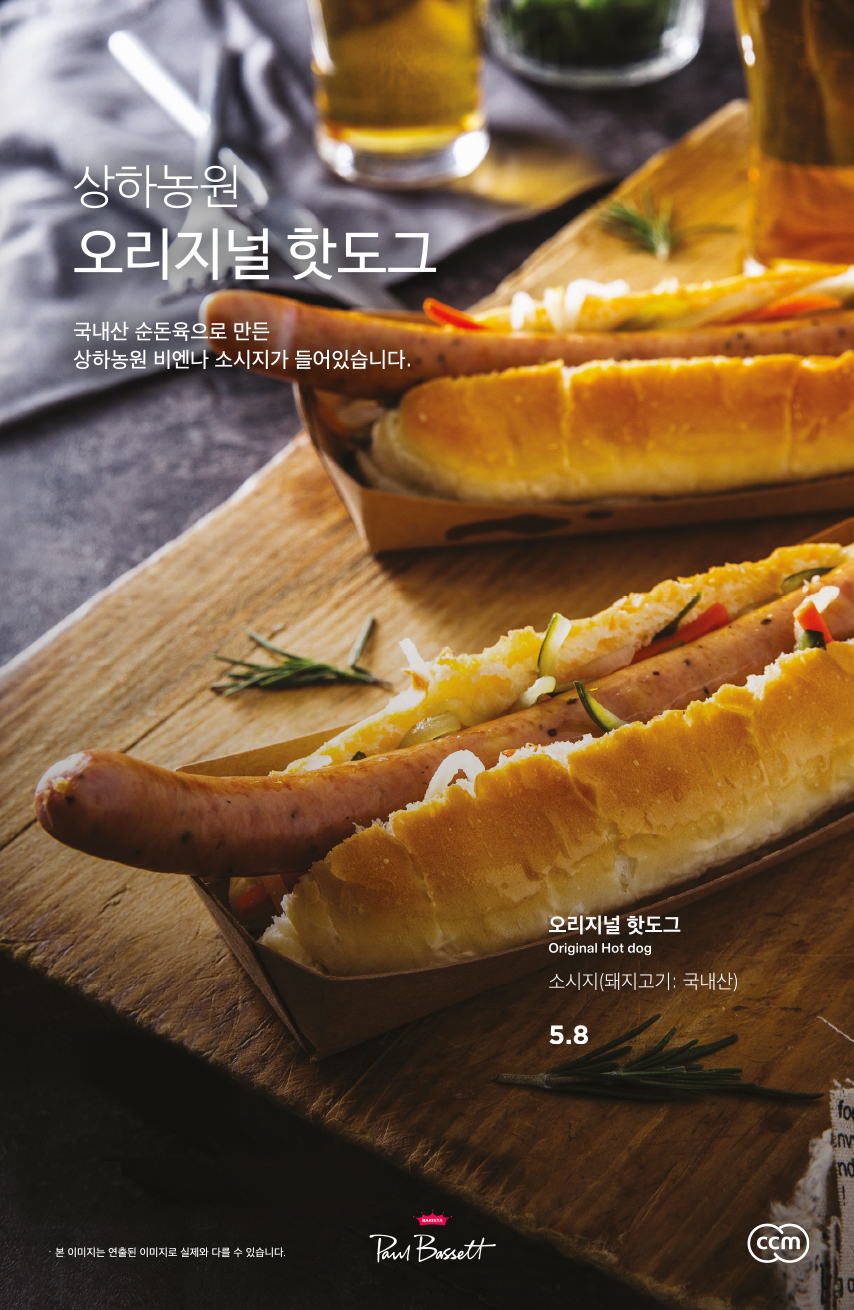 상하농원
오리지널 핫도그
국내산 순돈육으로 만든
상하농원 비엔나 소시지가 들어있습니다.
오리지널 핫도그
Original Hot dog
소시지(돼지고기: 국내산)
5.8
· 본 이미지는 연출된 이미지로 실제와 다를 수 있습니다.
BARISTA
Paul Bassett
ccm